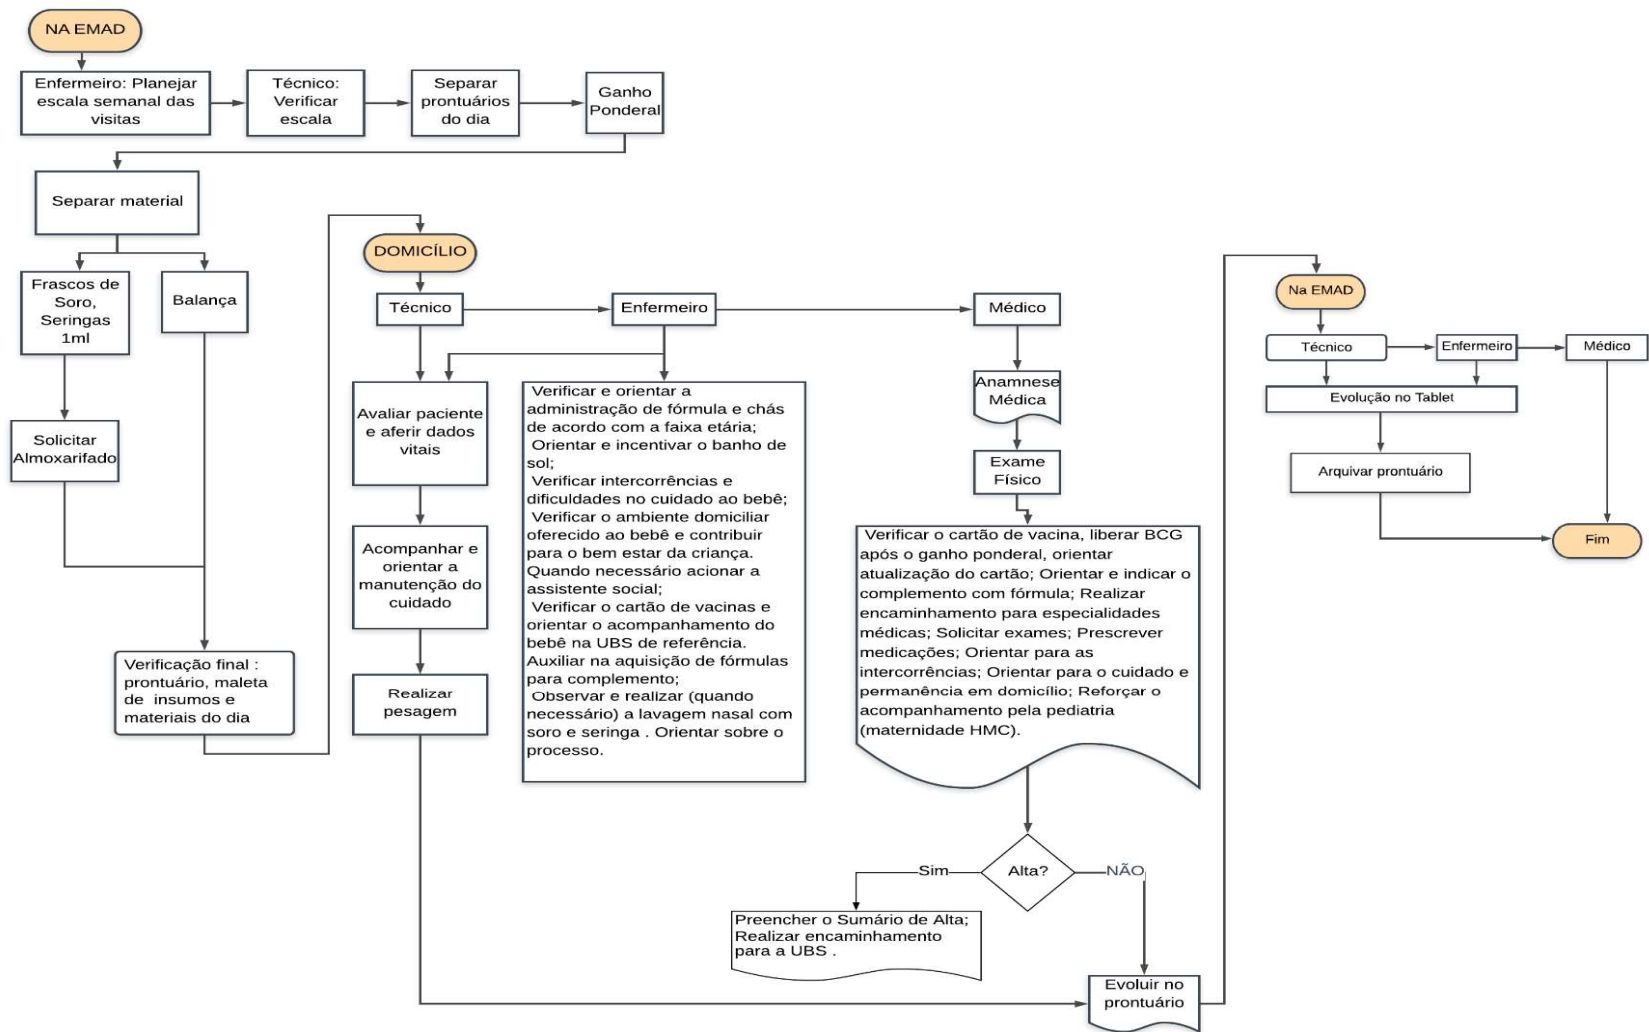 NA EMAD
Enfermeiro: Planejar
escala semanal das
visitas
Técnico:
Verificar
escala
Separar
prontuários
do dia
Ganho
Ponderal
Separar material
Frascos de
Soro,
Seringas
1ml
Balança
Solicitar
Almoxarifado
Verificação final :
prontuário, maleta
de insumos e
materiais do dia
DOMICÍLIO
Técnico
Enfermeiro
Médico
Avaliar paciente
e aferir dados
vitais
Acompanhar e
orientar a
manutenção do
cuidado
Realizar
pesagem
Verificar e orientar a
administração de fórmula e chás
de acordo com a faixa etária;
Orientar e incentivar o banho de
sol;
Verificar intercorrências e
dificuldades no cuidado ao bebê;
Verificar o ambiente domiciliar
oferecido ao bebê e contribuir
para o bem estar da criança.
Quando necessário acionar a
assistente social;
Verificar o cartão de vacinas e
orientar o acompanhamento do
bebê na UBS de referência.
Auxiliar na aquisição de fórmulas
para complemento;
Observar e realizar (quando
necessário) a lavagem nasal com
soro e seringa . Orientar sobre o
processo.
Anamnese
Médica
Exame
Físico
Verificar o cartão de vacina, liberar BCG
após o ganho ponderal, orientar
atualização do cartão; Orientar e indicar o
complemento com fórmula; Realizar
encaminhamento para especialidades
médicas; Solicitar exames; Prescrever
medicações; Orientar para as
intercorrências; Orientar para o cuidado e
permanência em domicílio; Reforçar o
acompanhamento pela pediatria
(maternidade HMC).
Alta?
Sim
NÃO
Preencher o Sumário de Alta;
Realizar encaminhamento
para a UBS .
Evoluir no
prontuário
Na EMAD
Técnico
Enfermeiro
Médico
Evolução no Tablet
Arquivar prontuário
Fim